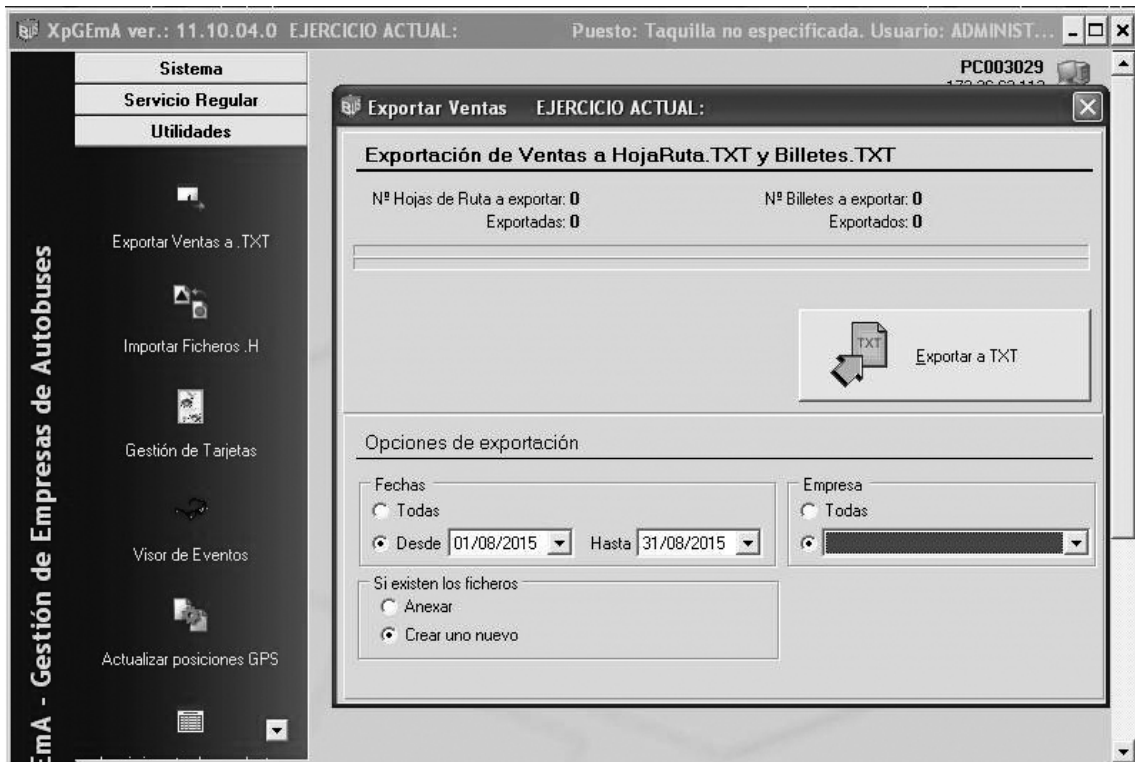 XpGEmA ver.: 11.10.04.0 EJERCICIO ACTUAL: Puesto: Taquilla no especificada. Usuario: ADMINIST...
Sistema
Servicio Regular
Utilidades
Exportar Ventas a .TXT
Importar Ficheros .H
Gestión de Tarjetas
Visor de Eventos
Actualizar posiciones GPS
EmA - Gestión de Empresas de Autobuses
PC003029
Exportar Ventas EJERCICIO ACTUAL:
Exportación de Ventas a HojaRuta.TXT y Billetes.TXT
Nº Hojas de Ruta a exportar: 0 Nº Billetes a exportar: 0
Exportadas: 0 Exportados: 0
TXT
Exportar a TXT
Opciones de exportación
Fechas
Todas
Desde 01/08/2015 Hasta 31/08/2015
Empresa
Todas
Si existen los ficheros
Anexar
Crear uno nuevo